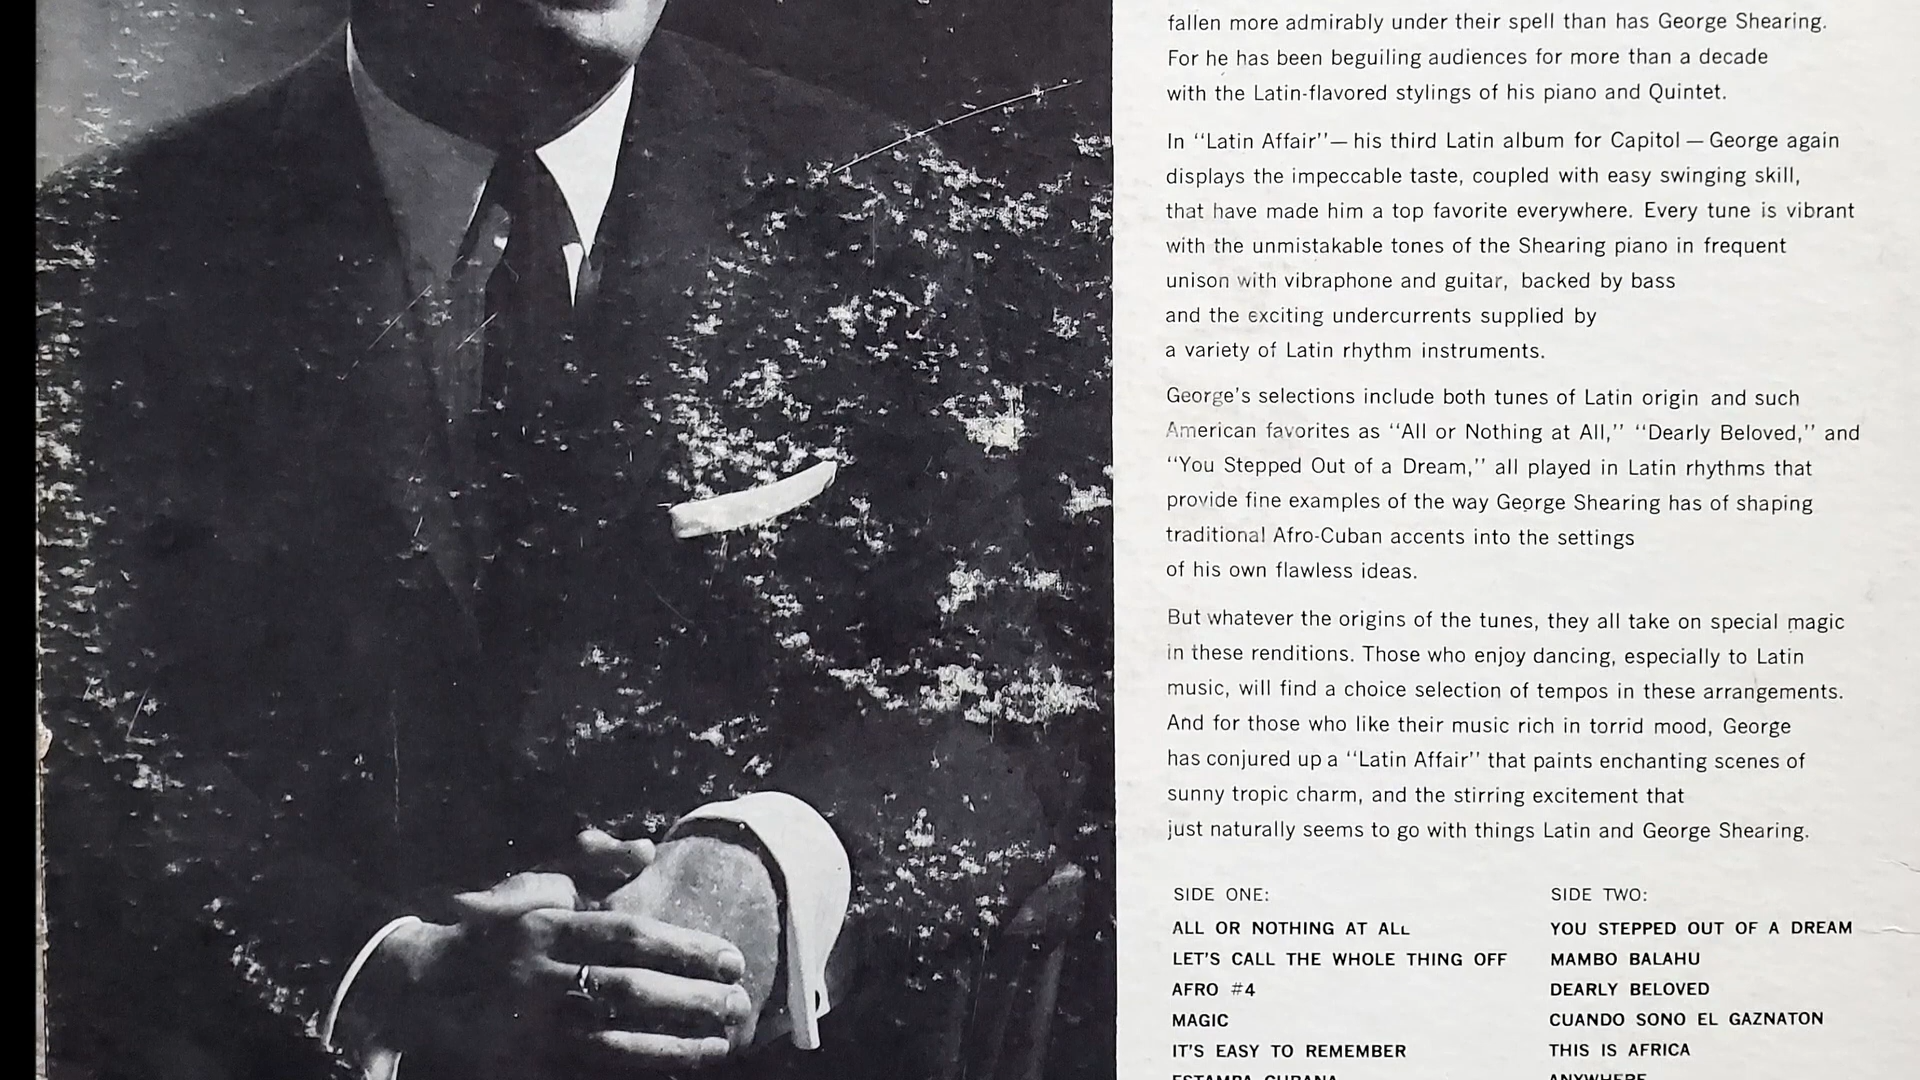 fallen more admirably under their spell than has George Shearing.
For he has been beguiling audiences for more than a decade
with the Latin-flavored stylings of his piano and Quintet.
In “Latin Affair”—his third Latin album for Capitol—George again
displays the impeccable taste, coupled with easy swinging skill,
that have made him a top favorite everywhere. Every tune is vibrant
with the unmistakable tones of the Shearing piano in frequent
unison with vibraphone and guitar, backed by bass
and the exciting undercurrents supplied by
a variety of Latin rhythm instruments.
George's selections include both tunes of Latin origin and such
American favorites as “All or Nothing at All,” “Dearly Beloved,” and
“You Stepped Out of a Dream,” all played in Latin rhythms that
provide fine examples of the way George Shearing has of shaping
traditional Afro-Cuban accents into the settings
of his own flawless ideas.
But whatever the origins of the tunes, they all take on special magic
in these renditions. Those who enjoy dancing, especially to Latin
music, will find a choice selection of tempos in these arrangements.
And for those who like their music rich in torrid mood, George
has conjured up a “Latin Affair” that paints enchanting scenes of
sunny tropic charm, and the stirring excitement that
just naturally seems to go with things Latin and George Shearing.
SIDE ONE:
ALL OR NOTHING AT ALL
LET'S CALL THE WHOLE THING OFF
AFRO #4
MAGIC
IT'S EASY TO REMEMBER
ESTAMPA CUBANA
SIDE TWO:
YOU STEPPED OUT OF A DREAM
MAMBO BALAHU
DEARLY BELOVED
CUANDO SONO EL GAZNATON
THIS IS AFRICA
ANYWHERE